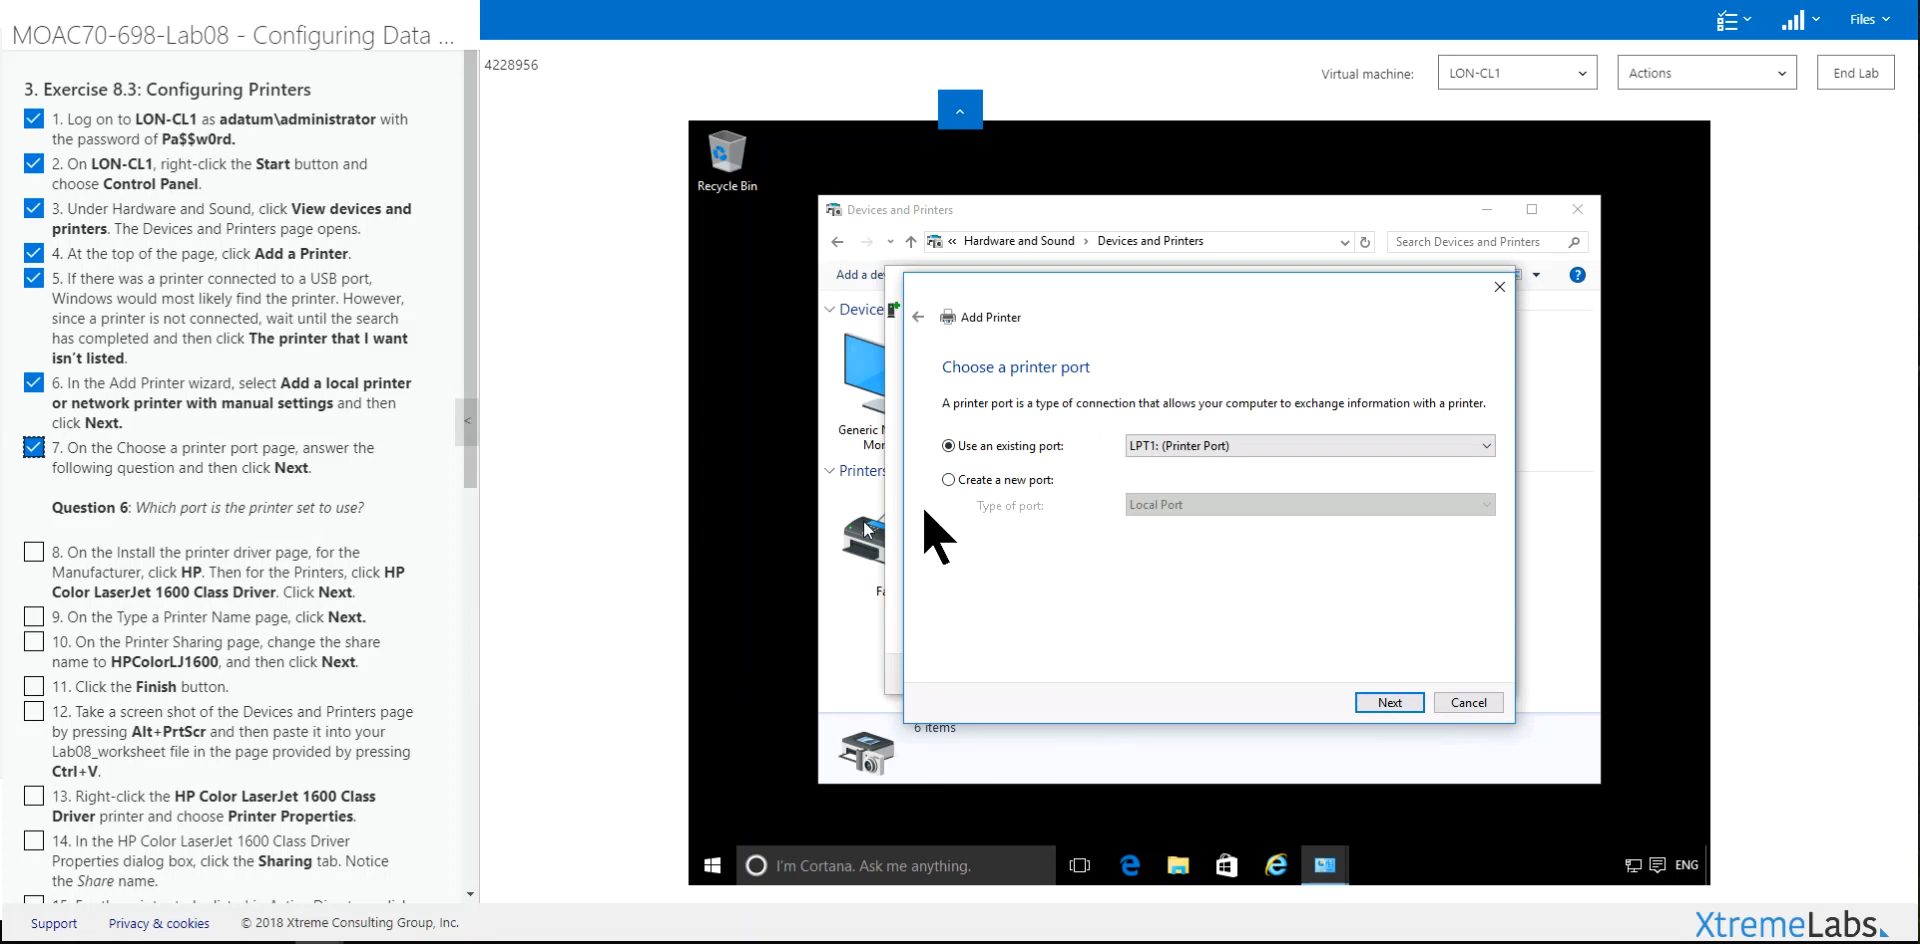 MOAC70-698-Lab08 - Configuring Data ...
Files
4228956
Virtual machine:
LON-CL1
Actions
End Lab
3. Exercise 8.3: Configuring Printers
1. Log on to LON-CL1 as adatum\administrator with
the password of Pa$$w0rd.
2. On LON-CL1, right-click the Start button and
choose Control Panel.
3. Under Hardware and Sound, click View devices and
printers. The Devices and Printers page opens.
4. At the top of the page, click Add a Printer.
5. If there was a printer connected to a USB port,
Windows would most likely find the printer. However,
since a printer is not connected, wait until the search
has completed and then click The printer that I want
isn't listed.
6. In the Add Printer wizard, select Add a local printer
or network printer with manual settings and then
click Next.
7. On the Choose a printer port page, answer the
following question and then click Next.
Question 6: Which port is the printer set to use?
8. On the Install the printer driver page, for the
Manufacturer, click HP. Then for the Printers, click HP
Color LaserJet 1600 Class Driver. Click Next.
9. On the Type a Printer Name page, click Next.
10. On the Printer Sharing page, change the share
name to HPColorLJ1600, and then click Next.
11. Click the Finish button.
12. Take a screen shot of the Devices and Printers page
by pressing Alt+PrtScr and then paste it into your
Lab08_worksheet file in the page provided by pressing
Ctrl+V.
13. Right-click the HP Color LaserJet 1600 Class
Driver printer and choose Printer Properties.
14. In the HP Color LaserJet 1600 Class Driver
Properties dialog box, click the Sharing tab. Notice
the Share name.
Support
Privacy & cookies
© 2018 Xtreme Consulting Group, Inc.
<
Recycle Bin
Devices and Printers
« Hardware and Sound › Devices and Printers
Search Devices and Printers
Add a de
?
Device
Generic
Mor
Printers
Fa
6 items
Add Printer
Choose a printer port
A printer port is a type of connection that allows your computer to exchange information with a printer.
Use an existing port:
LPT1: (Printer Port)
Create a new port:
Type of port:
Local Port
Next
Cancel
I'm Cortana. Ask me anything.
ENG
XtremeLabs